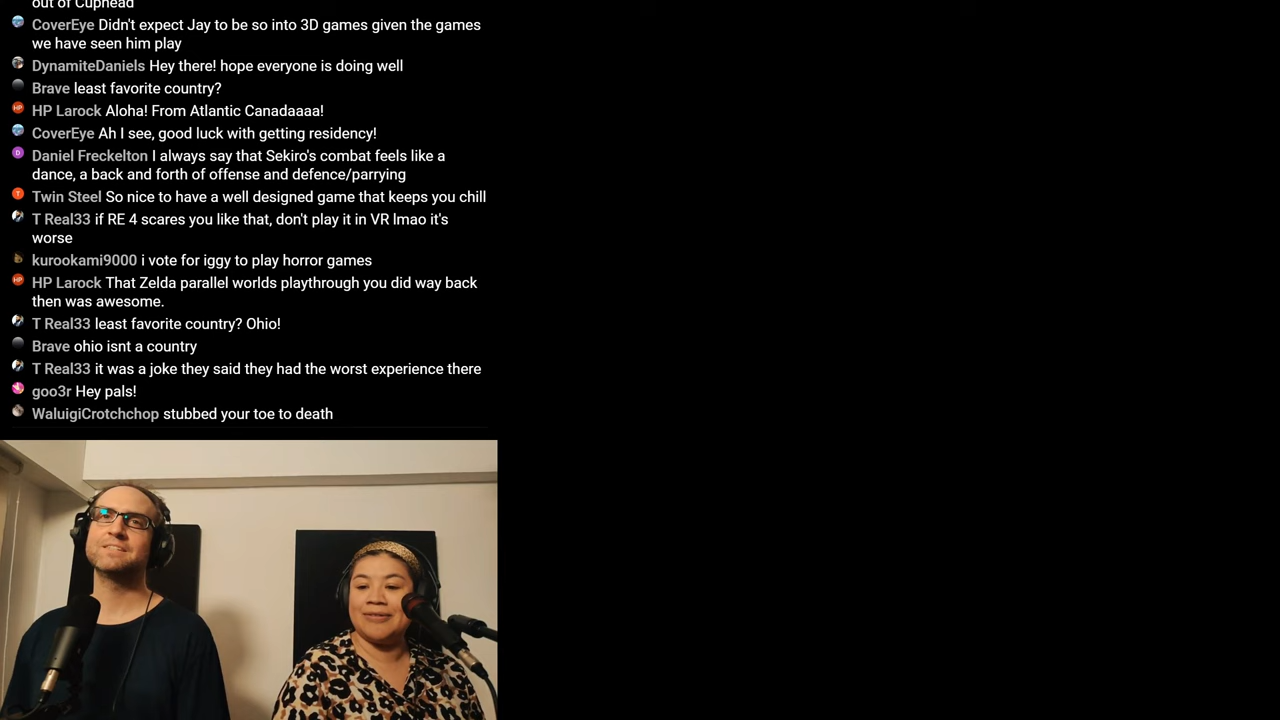 out of Cuphead
CoverEye Didn't expect Jay to be so into 3D games given the games
we have seen him play
DynamiteDaniels Hey there! hope everyone is doing well
Brave least favorite country?
HP HP Larock Aloha! From Atlantic Canadaaaa!
CoverEye Ah I see, good luck with getting residency!
D Daniel Freckelton I always say that Sekiro's combat feels like a
dance, a back and forth of offense and defence/parrying
T Twin Steel So nice to have a well designed game that keeps you chill
T Real33 if RE 4 scares you like that, don't play it in VR lmao it's
worse
kurookami9000 i vote for iggy to play horror games
HP HP Larock That Zelda parallel worlds playthrough you did way back
then was awesome.
T Real33 least favorite country? Ohio!
Brave ohio isnt a country
T Real33 it was a joke they said they had the worst experience there
goo3r Hey pals!
WaluigiCrotchchop stubbed your toe to death